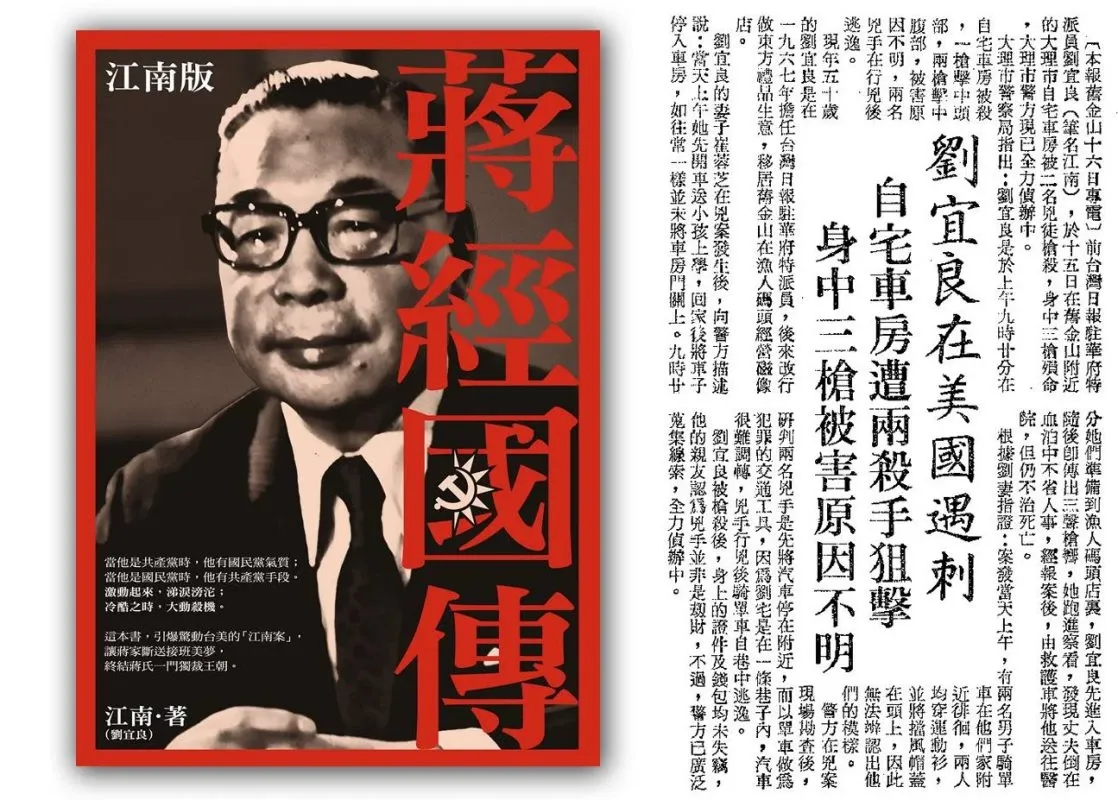 江南版
蔣經國傳
當他是共產黨時，他有國民黨氣質；
當他是國民黨時，他有共產黨手段。
激動起來，涕淚滂沱；
冷酷之時，大動殺機。
這本書，引爆驚動台美的「江南案」，
讓蔣家斷送接班美夢，
終結蔣氏一門獨裁王朝。
江南·著
(劉宜良)
劉宜良在美國遇刺
自宅車房遭兩殺手狙擊
身中三槍被害原因不明
〔本報舊金山十六日專電〕前台灣日報駐華府特
派員劉宜良（筆名江南），於十五日在舊金山附近
的大理市自宅車房被二名兇徒槍殺，身中三槍殞命
，大理市警方現已全力偵辦中。
大理市警察局指出：劉宜良是於上午九時廿分在
自宅車房被殺
，一槍擊中頭
部，兩槍擊中
腹部，被害原
因不明，兩名
兇手在行兇後
逃逸。
現年五十歲
的劉宜良是在
一九六七年擔任台灣日報駐華府特派員，後來改行
做東方禮品生意，移居舊金山在漁人碼頭經營磁像
店。
劉宜良的妻子崔蓉芝在兇案發生後，向警方描述
說：當天上午她先開車送小孩上學，回家後將車子
停入車房，如往常一樣並未將車房門關上。九時廿
分她們準備到漁人碼頭店裏，劉宜良先進入車房，
隨後卽傳出三聲槍響，她跑進察看，發現丈夫倒在
血泊中不省人事，經報案後，由救護車將他送往醫
院，但仍不治死亡。
根據劉妻指證：案發當天上午，有兩名男子騎單
車在他們家附
近徘徊，兩人
均穿運動衫，
並將擋風帽蓋
在頭上，因此
無法辨認出他
們的模樣。
警方在兇案
現場勘查後，
研判兩名兇手是先將汽車停在附近，而以單車做爲
犯罪的交通工具，因爲劉宅是在一條巷子內，汽車
很難調轉，兇手行兇後騎單車自巷中逃逸。
劉宜良被槍殺後，身上的證件及錢包均未失竊，
他的親友認爲兇手並非是刼財，不過，警方已廣泛
蒐集線索，全力偵辦中。